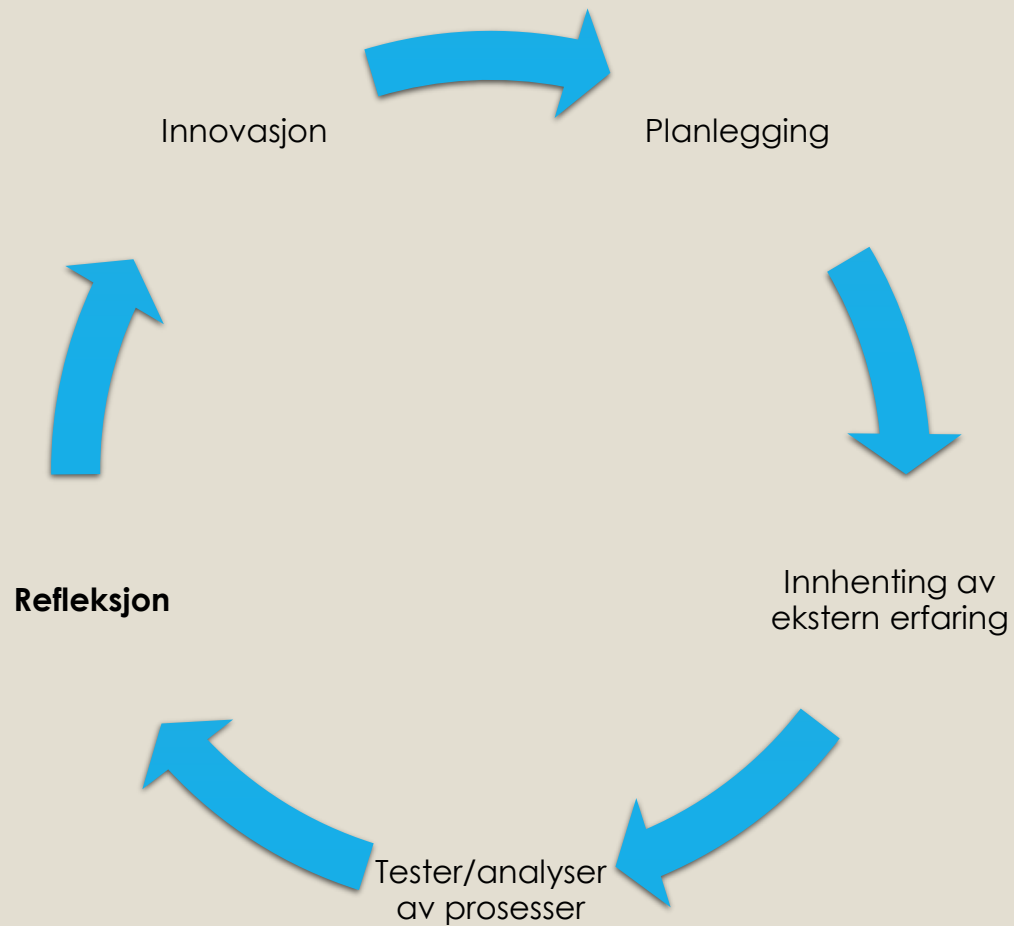 Innovasjon
Planlegging
Innhenting av
ekstern erfaring
Tester/analyser
av prosesser
Refleksjon